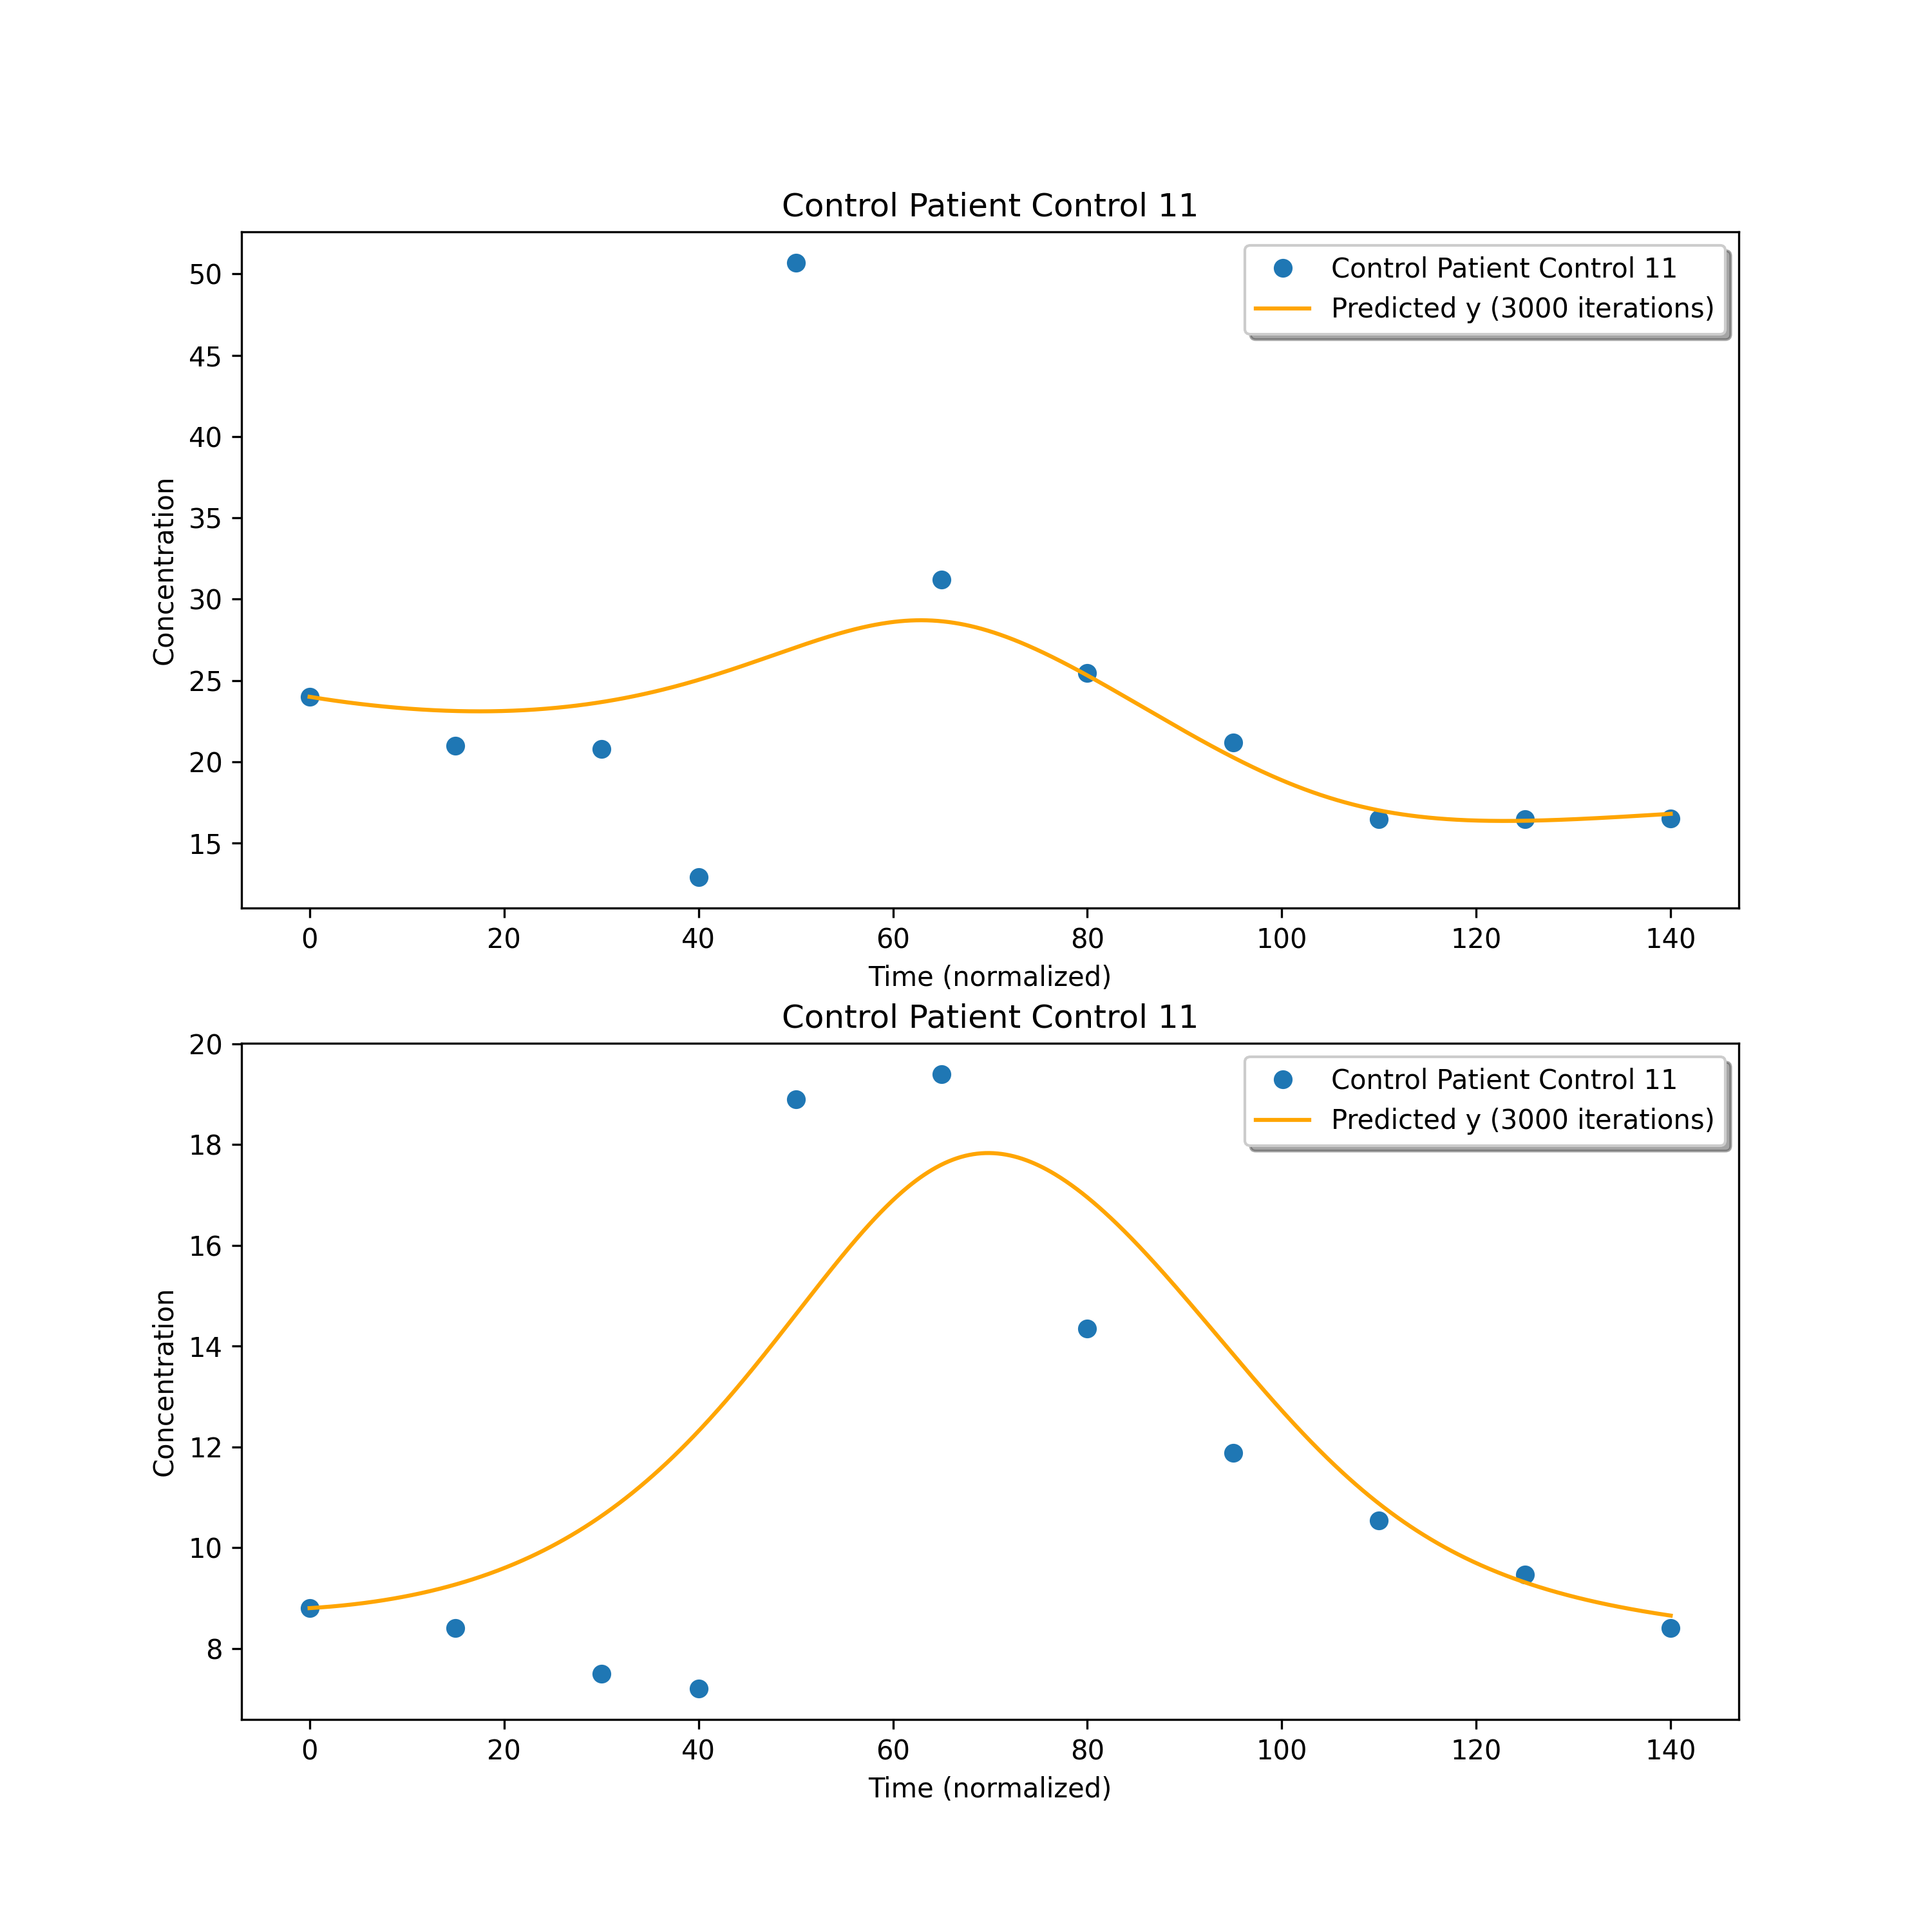 Control Patient Control 11
50
45
40
35
30
25
20
15
Concentration
Control Patient Control 11
Predicted y (3000 iterations)
0 20 40 60 80 100 120 140
Time (normalized)
Control Patient Control 11
20
18
16
14
12
10
8
Concentration
Control Patient Control 11
Predicted y (3000 iterations)
0 20 40 60 80 100 120 140
Time (normalized)